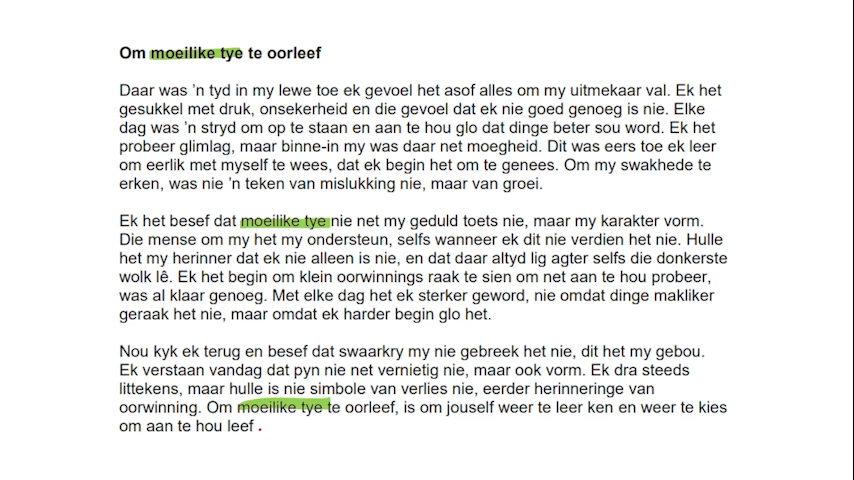 Om moeilike tye te oorleef
Daar was ’n tyd in my lewe toe ek gevoel het asof alles om my uitmekaar val. Ek het
gesukkel met druk, onsekerheid en die gevoel dat ek nie goed genoeg is nie. Elke
dag was ’n stryd om op te staan en aan te hou glo dat dinge beter sou word. Ek het
probeer glimlag, maar binne-in my was daar net moegheid. Dit was eers toe ek leer
om eerlik met myself te wees, dat ek begin het om te genees. Om my swakhede te
erken, was nie ’n teken van mislukking nie, maar van groei.
Ek het besef dat moeilike tye nie net my geduld toets nie, maar my karakter vorm.
Die mense om my het my ondersteun, selfs wanneer ek dit nie verdien het nie. Hulle
het my herinner dat ek nie alleen is nie, en dat daar altyd lig agter selfs die donkerste
wolk lê. Ek het begin om klein oorwinnings raak te sien om net aan te hou probeer,
was al klaar genoeg. Met elke dag het ek sterker geword, nie omdat dinge makliker
geraak het nie, maar omdat ek harder begin glo het.
Nou kyk ek terug en besef dat swaarkry my nie gebreek het nie, dit het my gebou.
Ek verstaan vandag dat pyn nie net vernietig nie, maar ook vorm. Ek dra steeds
littekens, maar hulle is nie simbole van verlies nie, eerder herinneringe van
oorwinning. Om moeilike tye te oorleef, is om jouself weer te leer ken en weer te kies
om aan te hou leef .